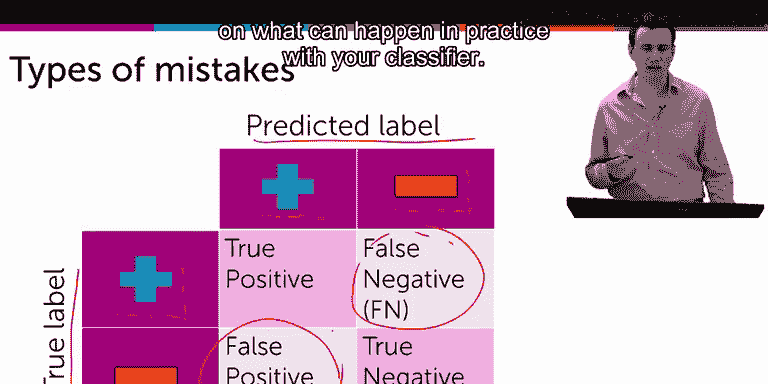 on what can happen in practice
with your classifier.
Types of mistakes
Predicted label
True
Positive
False
Negative
(FN)
True label
False
Positive
True
Negative